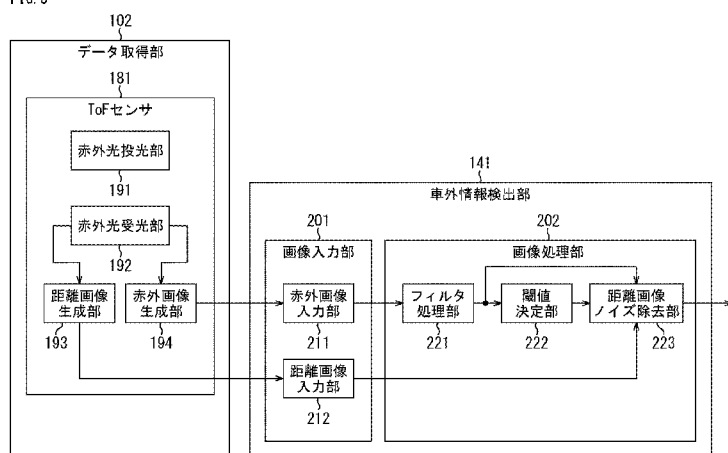 102
データ取得部
181
ToFセンサ
赤外光投光部
191
赤外光受光部
192
距離画像
生成部
193
赤外画像
生成部
194
141
車外情報検出部
201
画像入力部
赤外画像
入力部
211
距離画像
入力部
212
202
画像処理部
フィルタ
処理部
221
閾値
決定部
222
距離画像
ノイズ除去部
223